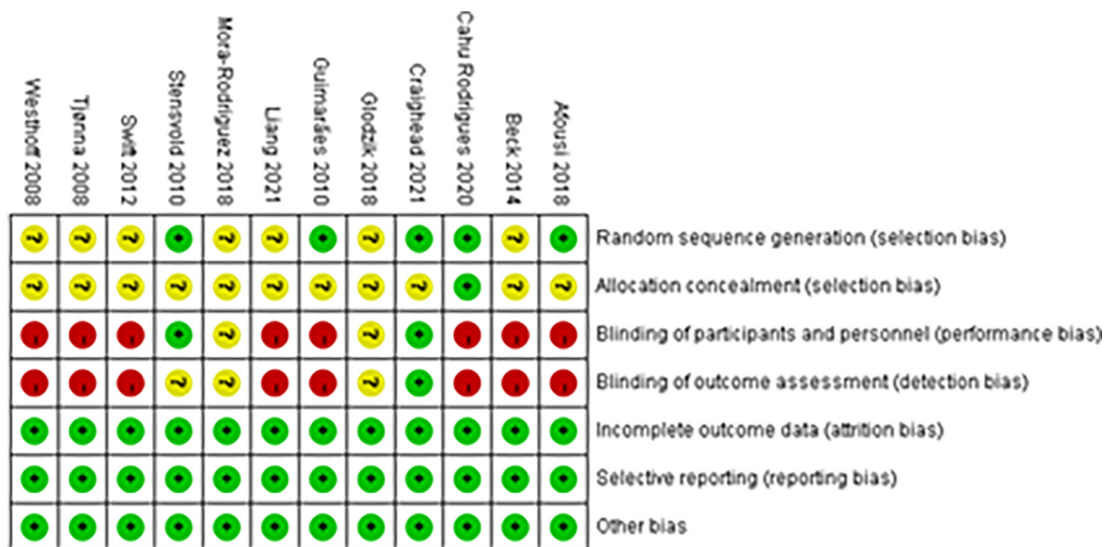 Westhoff 2008
Tjønna 2008
Swift 2012
Stensvold 2010
Mora-Rodriguez 2018
Liang 2021
Guimarães 2010
Glodzik 2018
Craighead 2021
Cahu Rodrigues 2020
Beck 2014
Afousi 2018
? ? ? + ? ? + ? + + ? + Random sequence generation (selection bias)
? ? ? ? ? ? ? ? ? + ? ? Allocation concealment (selection bias)
- - - + ? - - ? + - - - Blinding of participants and personnel (performance bias)
- - - ? ? - - ? + - - - Blinding of outcome assessment (detection bias)
+ + + + + + + + + + + + Incomplete outcome data (attrition bias)
+ + + + + + + + + + + + Selective reporting (reporting bias)
+ + + + + + + + + + + + Other bias